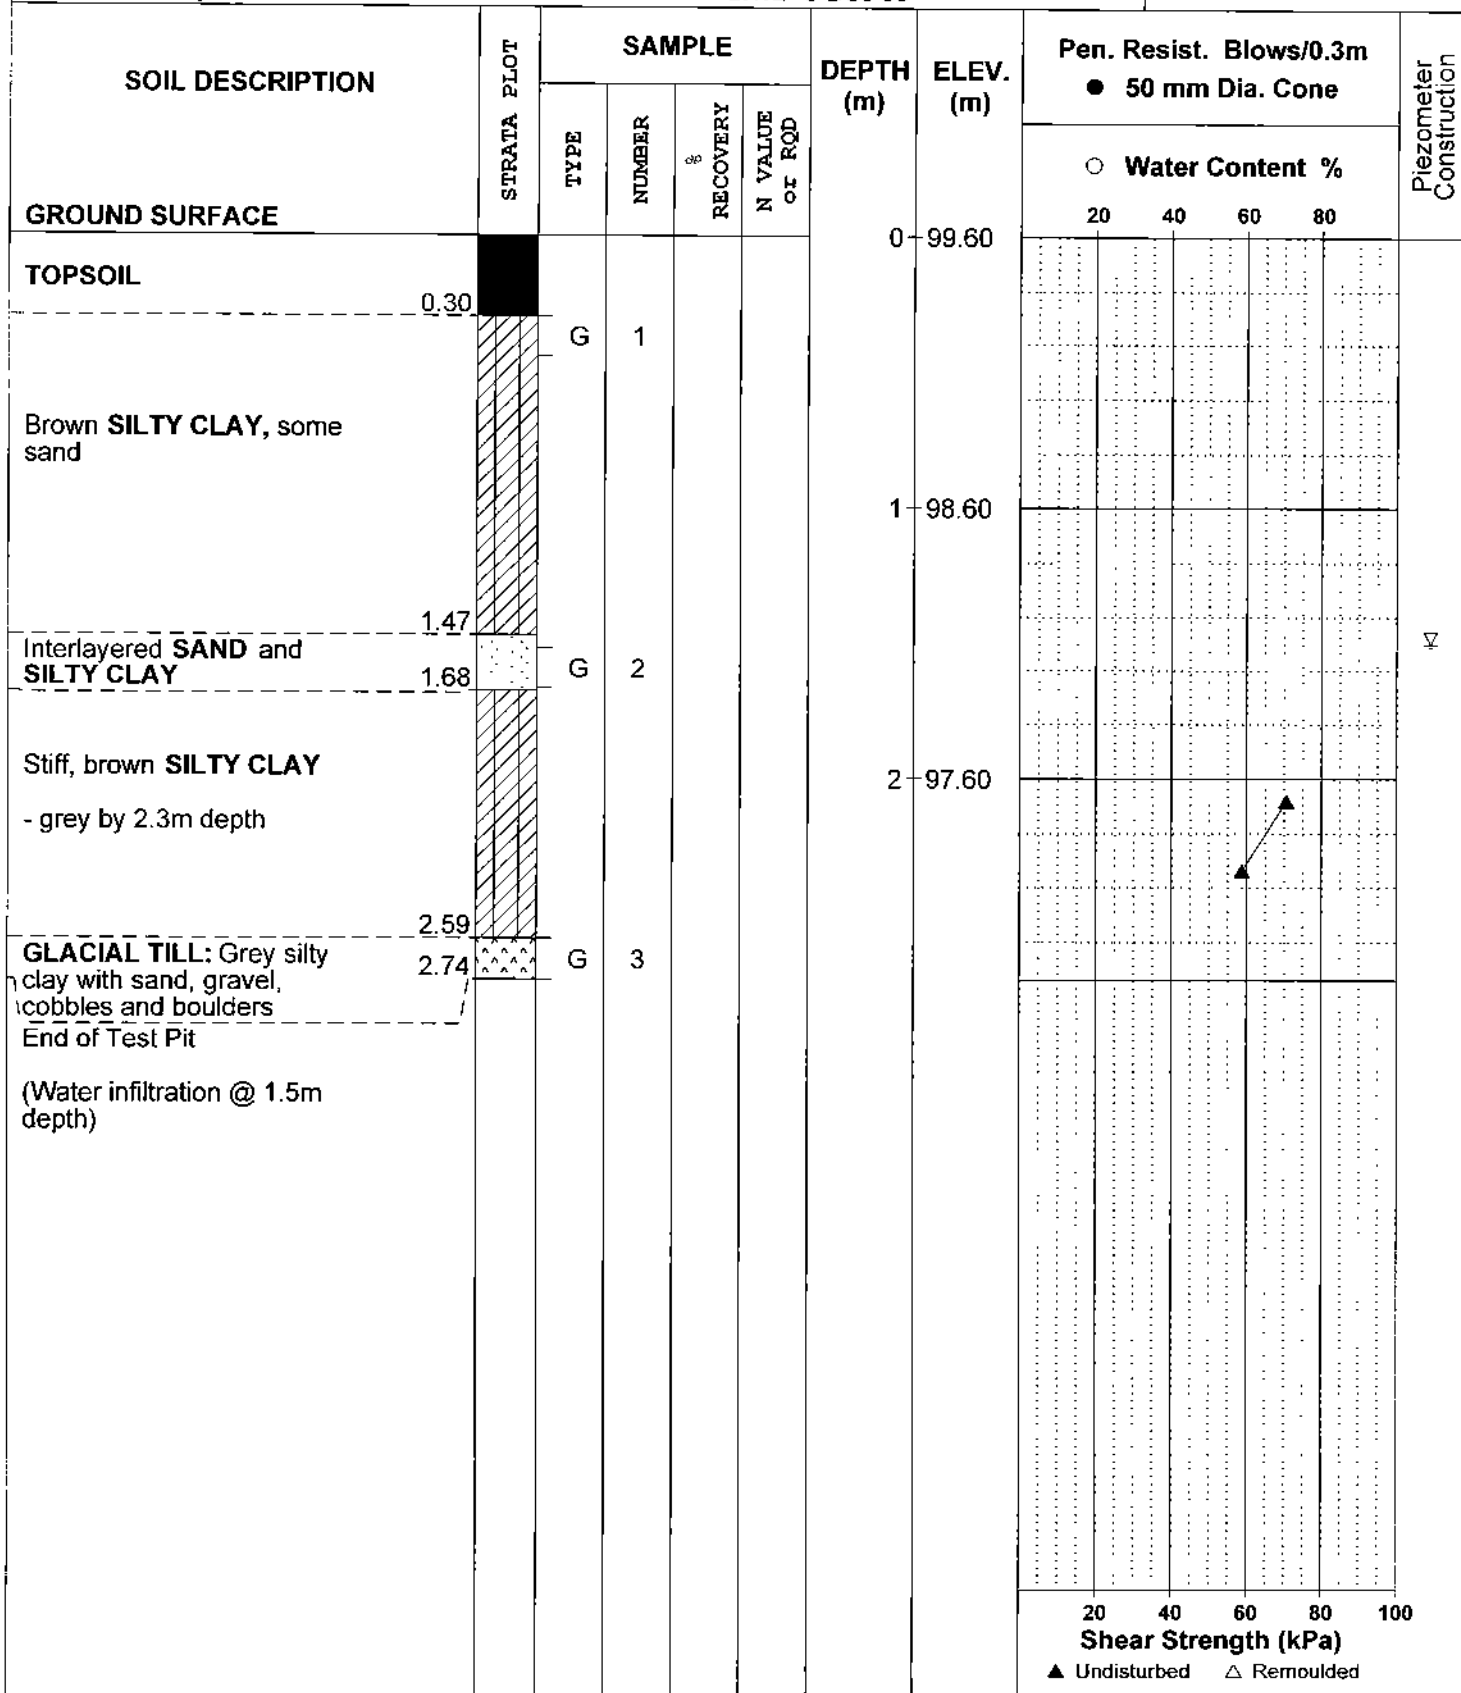 SOIL DESCRIPTION
GROUND SURFACE
STRATA PLOT
SAMPLE
TYPE
NUMBER
% RECOVERY
N VALUE
or RQD
DEPTH
(m)
ELEV.
(m)
Pen. Resist. Blows/0.3m
● 50 mm Dia. Cone
○ Water Content %
20 40 60 80
Piezometer
Construction
0 99.60
TOPSOIL
0.30
G 1
Brown SILTY CLAY, some
sand
1 98.60
1.47
Interlayered SAND and
SILTY CLAY
1.68
G 2
Stiff, brown SILTY CLAY
2 97.60
- grey by 2.3m depth
2.59
GLACIAL TILL: Grey silty
clay with sand, gravel,
cobbles and boulders
2.74
G 3
End of Test Pit
(Water infiltration @ 1.5m
depth)
20 40 60 80 100
Shear Strength (kPa)
▲ Undisturbed △ Remoulded